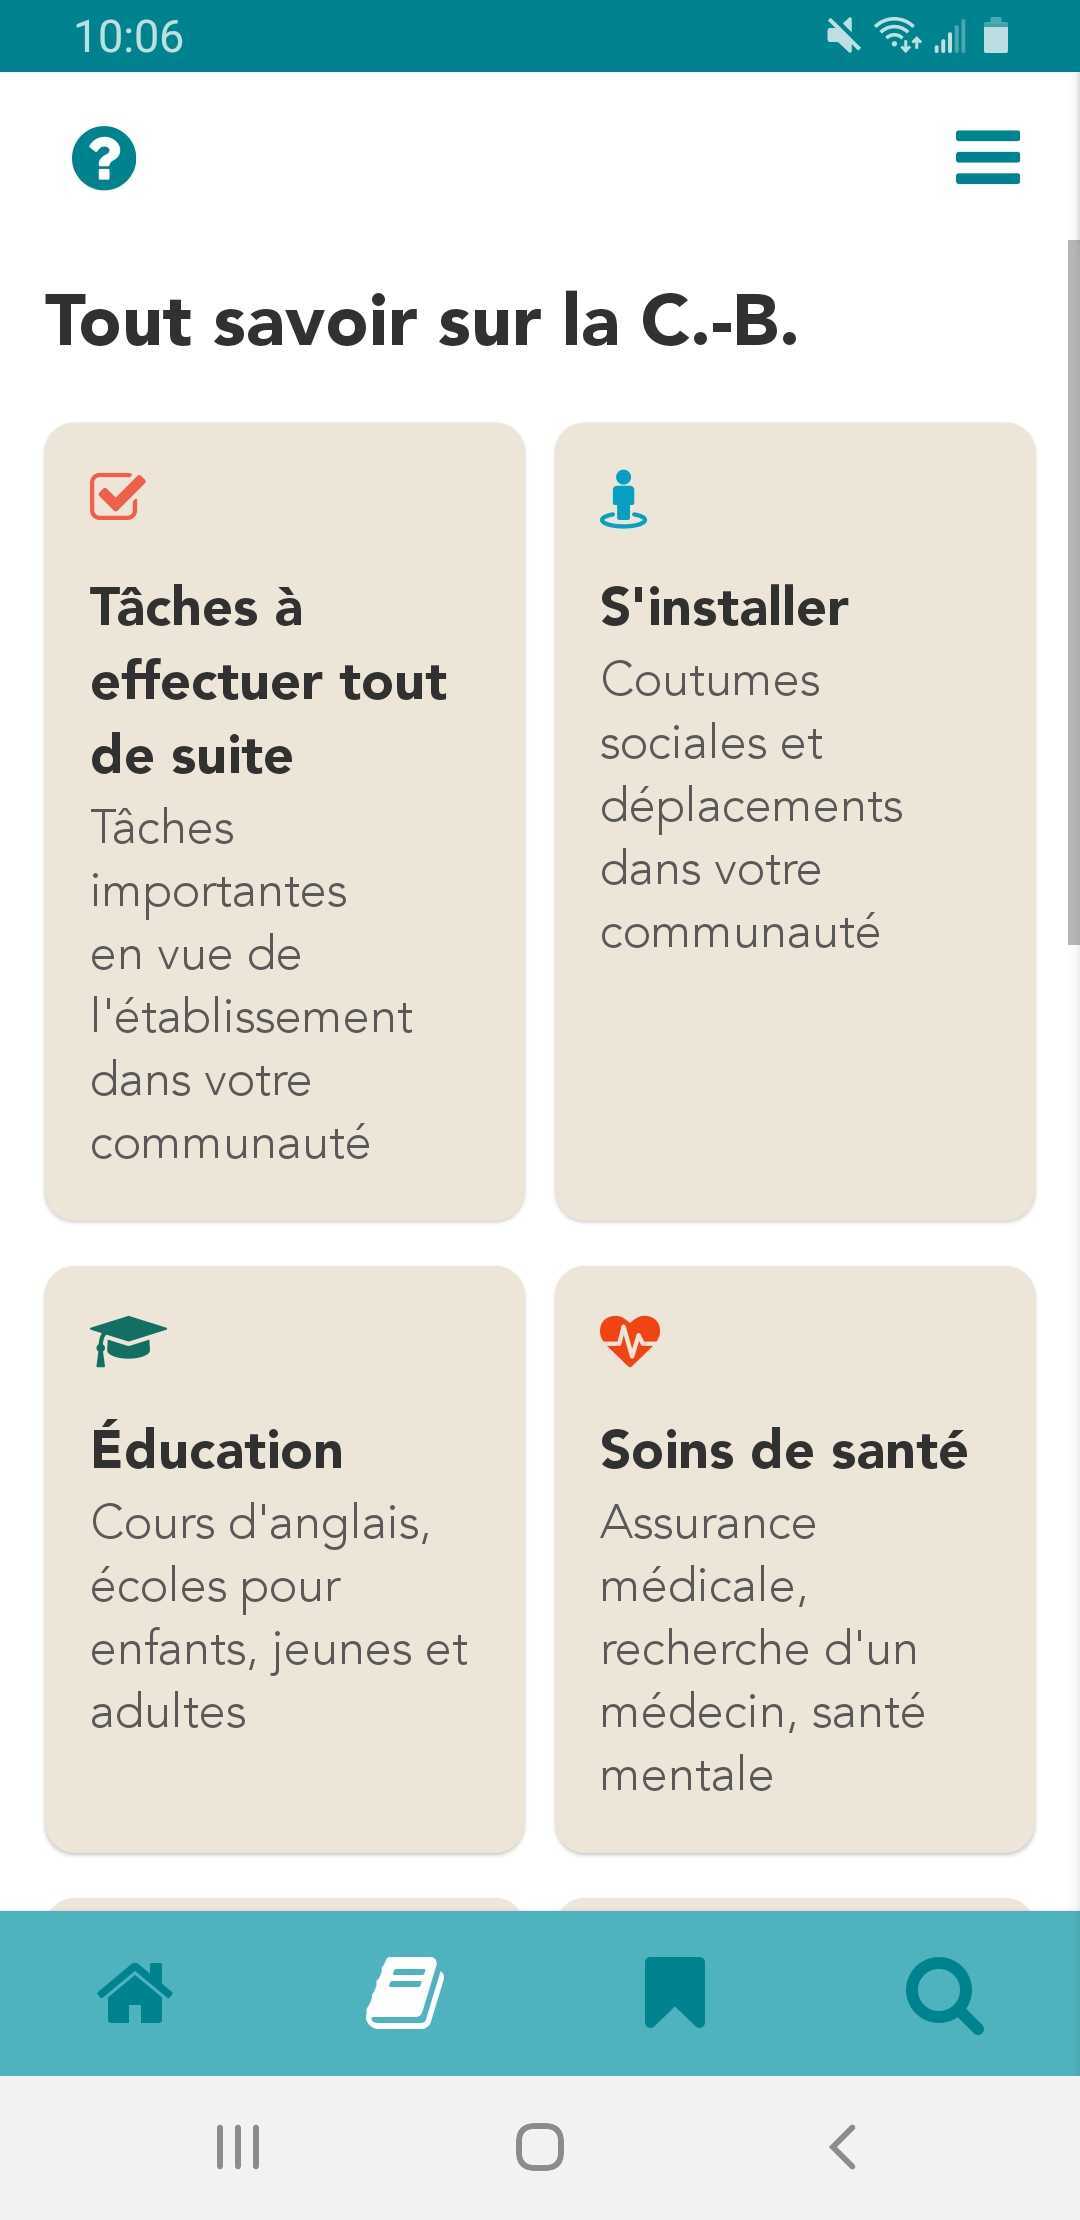 10:06
Tout savoir sur la C.-B.
Tâches à
effectuer tout
de suite
Tâches
importantes
en vue de
l'établissement
dans votre
communauté
S'installer
Coutumes
sociales et
déplacements
dans votre
communauté
Éducation
Cours d'anglais,
écoles pour
enfants, jeunes et
adultes
Soins de santé
Assurance
médicale,
recherche d'un
médecin, santé
mentale